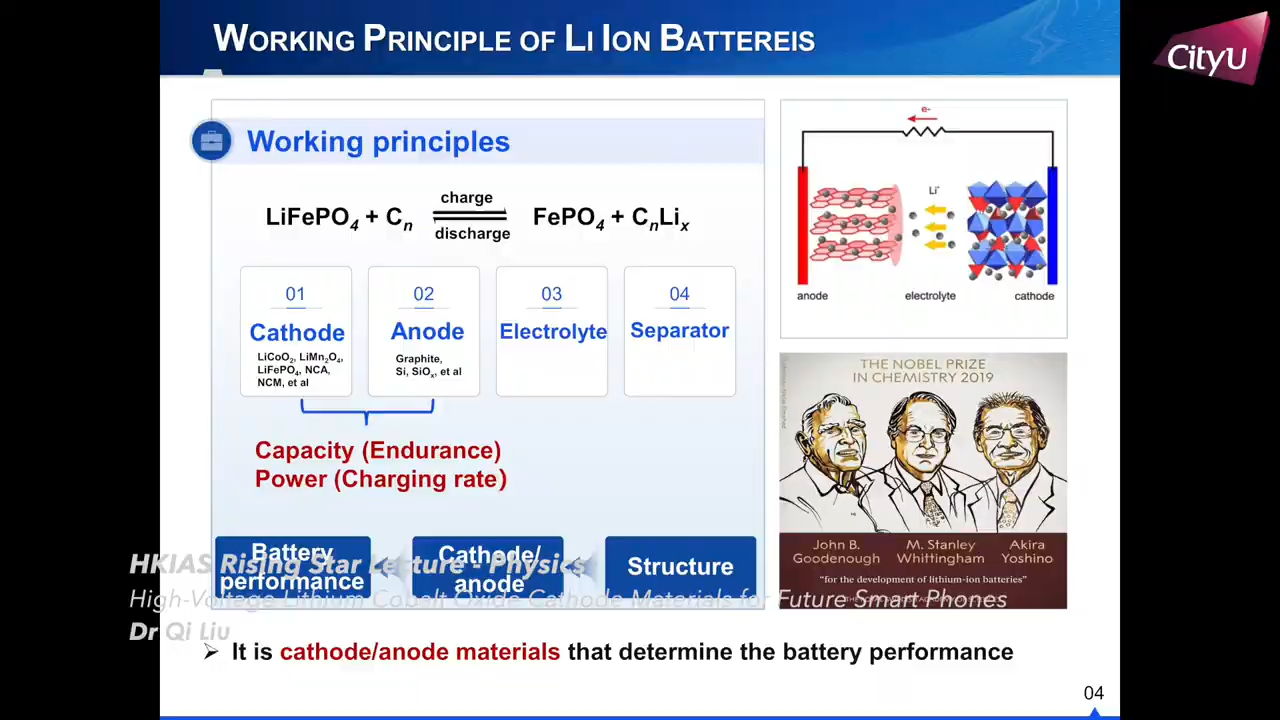 WORKING PRINCIPLE OF LI ION BATTEREIS
CityU
Working principles
LiFePO4 + Cn
charge
discharge
FePO4 + CnLix
01
Cathode
LiCoO2, LiMn2O4,
LiFePO4, NCA,
NCM, et al
02
Anode
Graphite,
Si, SiOx, et al
03
Electrolyte
04
Separator
Capacity (Endurance)
Power (Charging rate)
Battery
performance
Cathode/
anode
Structure
e-
Li+
anode
electrolyte
cathode
THE NOBEL PRIZE
IN CHEMISTRY 2019
John B.
Goodenough
M. Stanley
Whittingham
Akira
Yoshino
"for the development of lithium-ion batteries"
HKIAS Rising Star Lecture - Physics
High-Voltage Lithium Cobalt Oxide Cathode Materials for Future Smart Phones
Dr Qi Liu
It is cathode/anode materials that determine the battery performance
04